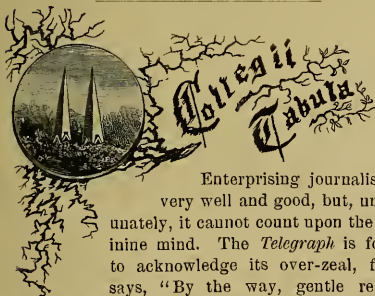 Collegii
Tabula
Enterprising journalis
very well and good, but, un
unately, it cannot count upon the
inine mind. The Telegraph is fo
to acknowledge its over-zeal, f
says, "By the way, gentle re